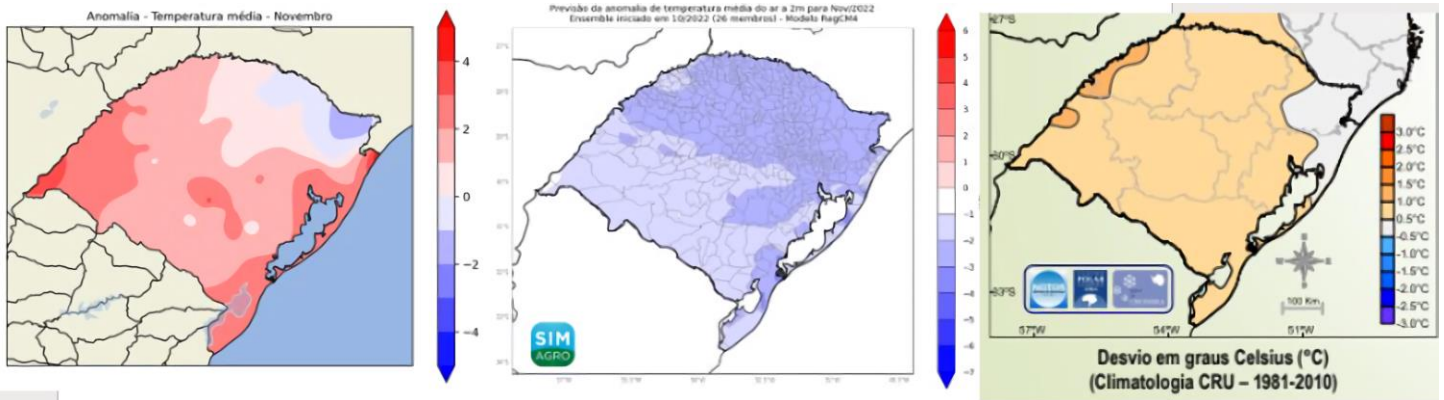 Anomalia - Temperatura média - Novembro
4
2
0
−2
−4
Previsão da anomalia de temperatura média do ar a 2m para Nov/2022
Ensemble iniciado em 10/2022 (26 membros) - Modelo RegCM4
SIM
AGRO
6
5
4
3
2
1
0
−1
−2
−3
−4
−5
−6
−7
27°S
30°S
33°S
57°W
54°W
51°W
100 Km
3.0°C
2.5°C
2.0°C
1.5°C
1.0°C
0.5°C
-0.5°C
-1.0°C
-1.5°C
-2.0°C
-2.5°C
-3.0°C
Desvio em graus Celsius (°C)
(Climatologia CRU – 1981-2010)